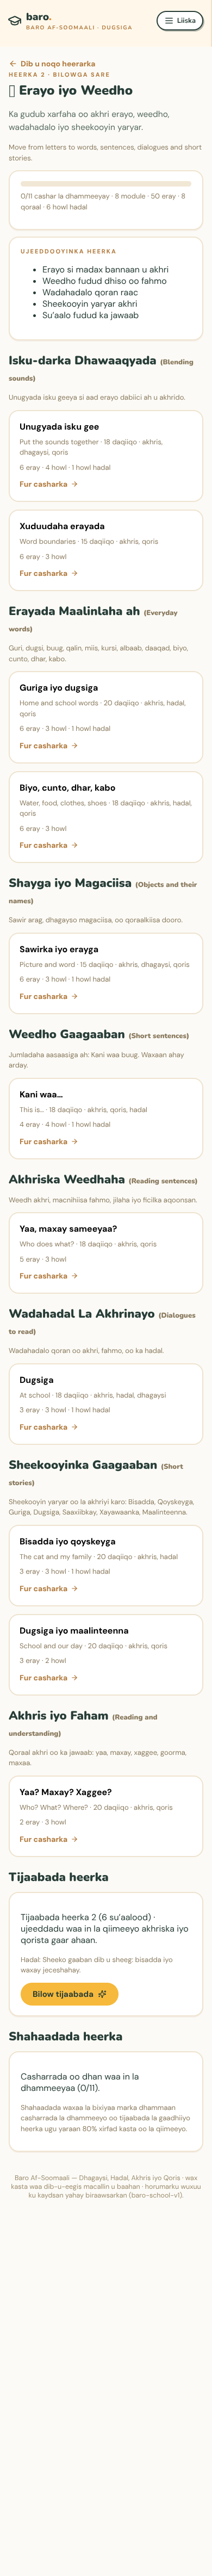 baro.
BARO AF-SOOMAALI · DUGSIGA
Liiska
Dib u noqo heerarka
HEERKA 2 · BILOWGA SARE
Erayo iyo Weedho
Ka gudub xarfaha oo akhri erayo, weedho,
wadahadalo iyo sheekooyin yaryar.
Move from letters to words, sentences, dialogues and short
stories.
0/11 cashar la dhammeeyay · 8 module · 50 eray · 8
qoraal · 6 howl hadal
UJEEDDOOYINKA HEERKA
Erayo si madax bannaan u akhri
Weedho fudud dhiso oo fahmo
Wadahadalo qoran raac
Sheekooyin yaryar akhri
Su'aalo fudud ka jawaab
Isku-darka Dhawaaqyada (Blending
sounds)
Unugyada isku geeya si aad erayo dabiici ah u akhrido.
Unugyada isku gee
Put the sounds together · 18 daqiiqo · akhris,
dhagaysi, qoris
6 eray · 4 howl · 1 howl hadal
Fur casharka
Xuduudaha erayada
Word boundaries · 15 daqiiqo · akhris, qoris
6 eray · 3 howl
Fur casharka
Erayada Maalinlaha ah (Everyday
words)
Guri, dugsi, buug, qalin, miis, kursi, albaab, daaqad, biyo,
cunto, dhar, kabo.
Guriga iyo dugsiga
Home and school words · 20 daqiiqo · akhris, hadal,
qoris
6 eray · 3 howl · 1 howl hadal
Fur casharka
Biyo, cunto, dhar, kabo
Water, food, clothes, shoes · 18 daqiiqo · akhris, hadal,
qoris
6 eray · 3 howl
Fur casharka
Shayga iyo Magaciisa (Objects and their
names)
Sawir arag, dhagayso magaciisa, oo qoraalkiisa dooro.
Sawirka iyo erayga
Picture and word · 15 daqiiqo · akhris, dhagaysi, qoris
6 eray · 3 howl · 1 howl hadal
Fur casharka
Weedho Gaagaaban (Short sentences)
Jumladaha aasaasiga ah: Kani waa buug. Waxaan ahay
arday.
Kani waa...
This is... · 18 daqiiqo · akhris, qoris, hadal
4 eray · 4 howl · 1 howl hadal
Fur casharka
Akhriska Weedhaha (Reading sentences)
Weedh akhri, macnihiisa fahmo, jilaha iyo ficilka aqoonsan.
Yaa, maxay sameeyaa?
Who does what? · 18 daqiiqo · akhris, qoris
5 eray · 3 howl
Fur casharka
Wadahadal La Akhrinayo (Dialogues
to read)
Wadahadalo qoran oo akhri, fahmo, oo ka hadal.
Dugsiga
At school · 18 daqiiqo · akhris, hadal, dhagaysi
3 eray · 3 howl · 1 howl hadal
Fur casharka
Sheekooyinka Gaagaaban (Short
stories)
Sheekooyin yaryar oo la akhriyi karo: Bisadda, Qoyskeyga,
Guriga, Dugsiga, Saaxiibkay, Xayawaanka, Maalinteenna.
Bisadda iyo qoyskeyga
The cat and my family · 20 daqiiqo · akhris, hadal
3 eray · 3 howl · 1 howl hadal
Fur casharka
Dugsiga iyo maalinteenna
School and our day · 20 daqiiqo · akhris, qoris
3 eray · 2 howl
Fur casharka
Akhris iyo Faham (Reading and
understanding)
Qoraal akhri oo ka jawaab: yaa, maxay, xaggee, goorma,
maxaa.
Yaa? Maxay? Xaggee?
Who? What? Where? · 20 daqiiqo · akhris, qoris
2 eray · 3 howl
Fur casharka
Tijaabada heerka
Tijaabada heerka 2 (6 su'aalood) ·
ujeeddadu waa in la qiimeeyo akhriska iyo
qorista gaar ahaan.
Hadal: Sheeko gaaban dib u sheeg: bisadda iyo
waxay jeceshahay.
Bilow tijaabada
Shahaadada heerka
Casharrada oo dhan waa in la
dhammeeyaa (0/11).
Shahaadada waxaa la bixiyaa marka dhammaan
casharrada la dhammeeyo oo tijaabada la gaadhiiyo
heerka ugu yaraan 80% xirfad kasta oo la qiimeeyo.
Baro Af-Soomaali — Dhagaysi, Hadal, Akhris iyo Qoris · wax
kasta waa dib-u-eegis macallin u baahan · horumarku wuxuu
ku kaydsan yahay biraawsarkan (baro-school-v1).